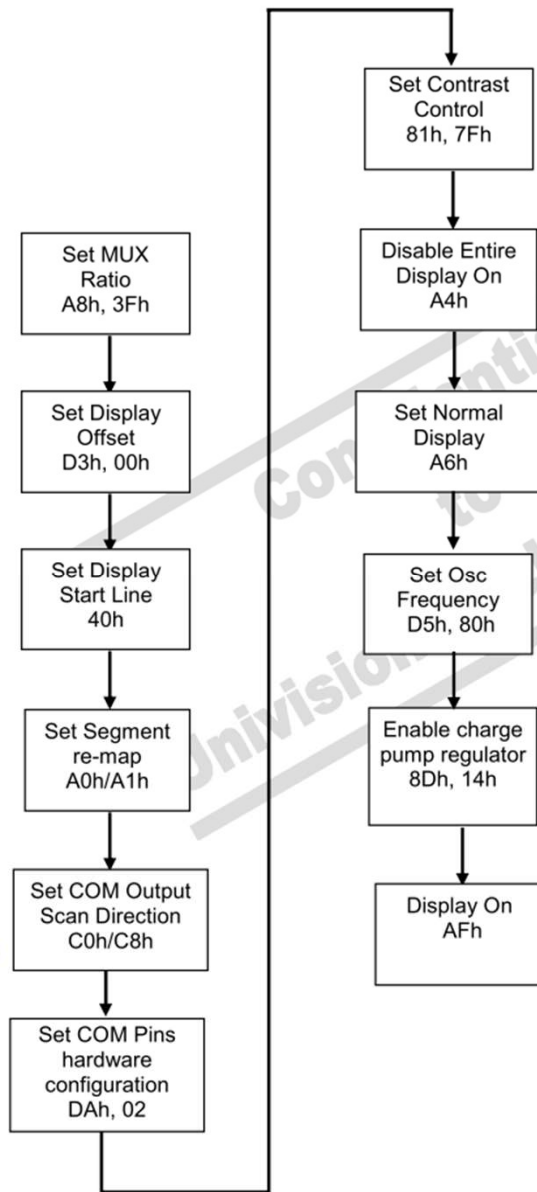 Set MUX
Ratio
A8h, 3Fh
Set Display
Offset
D3h, 00h
Set Display
Start Line
40h
Set Segment
re-map
A0h/A1h
Set COM Output
Scan Direction
C0h/C8h
Set COM Pins
hardware
configuration
DAh, 02
Set Contrast
Control
81h, 7Fh
Disable Entire
Display On
A4h
Set Normal
Display
A6h
Set Osc
Frequency
D5h, 80h
Enable charge
pump regulator
8Dh, 14h
Display On
AFh
to
Univision